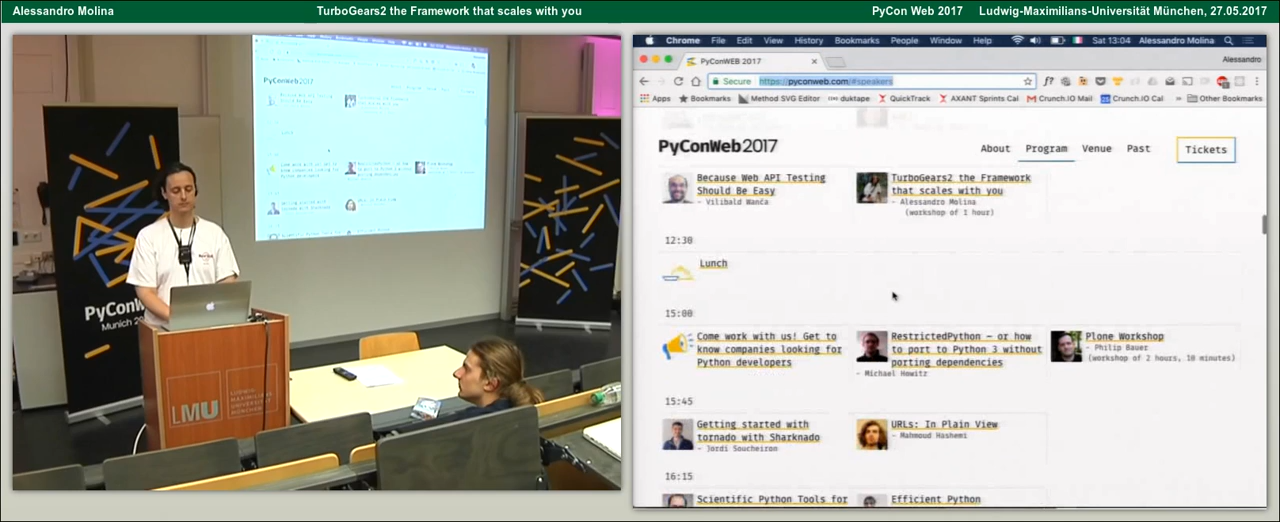 Alessandro Molina
TurboGears2 the Framework that scales with you
PyCon Web 2017 Ludwig-Maximilians-Universität München, 27.05.2017
PyConWEB 2017
PyConW
Munich 2
LMU
LUDWIG
MAXIMILIANS
UNIVERSITÄT
MÜNCHEN
Chrome File Edit View History Bookmarks People Window Help Sat 13:04 Alessandro Molina
PyConWEB 2017
Alessandro
Secure https://pyconweb.com/#speakers
Apps Bookmarks Method SVG Editor duktape QuickTrack AXANT Sprints Cal Crunch.IO Mail Crunch.IO Cal » Other Bookmarks
PyConWeb2017
About Program Venue Past Tickets
Because Web API Testing
Should Be Easy
- Vilibald Wanča
TurboGears2 the Framework
that scales with you
- Alessandro Molina
(workshop of 1 hour)
12:30
Lunch
15:00
Come work with us! Get to
know companies looking for
Python developers
RestrictedPython – or how
to port to Python 3 without
porting dependencies
- Michael Howitz
Plone Workshop
- Philip Bauer
(workshop of 2 hours, 10 minutes)
15:45
Getting started with
tornado with Sharknado
- Jordi Soucheiron
URLs: In Plain View
- Mahmoud Hashemi
16:15
Scientific Python Tools for
Efficient Python